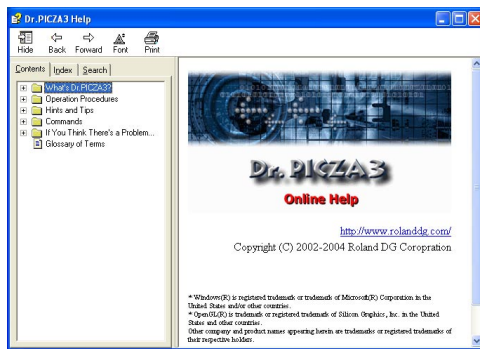 Dr.PICZA3 Help
Hide Back Forward Font Print
Contents Index Search
What's Dr.PICZA3?
Operation Procedures
Hints and Tips
Commands
If You Think There's a Problem...
Glossary of Terms
Dr. PICZA3
Online Help
http://www.rolanddg.com/
Copyright (C) 2002-2004 Roland DG Coropration
* Windows(R) is registered trademark or trademark of Microsoft(R) Corporation in the
United States and/or other countries.
* OpenGL(R) is trademark or registered trademark of Silicon Graphics, Inc. in the United
States and other countries.
Other company and product names appearing herein are trademarks or registered trademarks of
their respective holders.